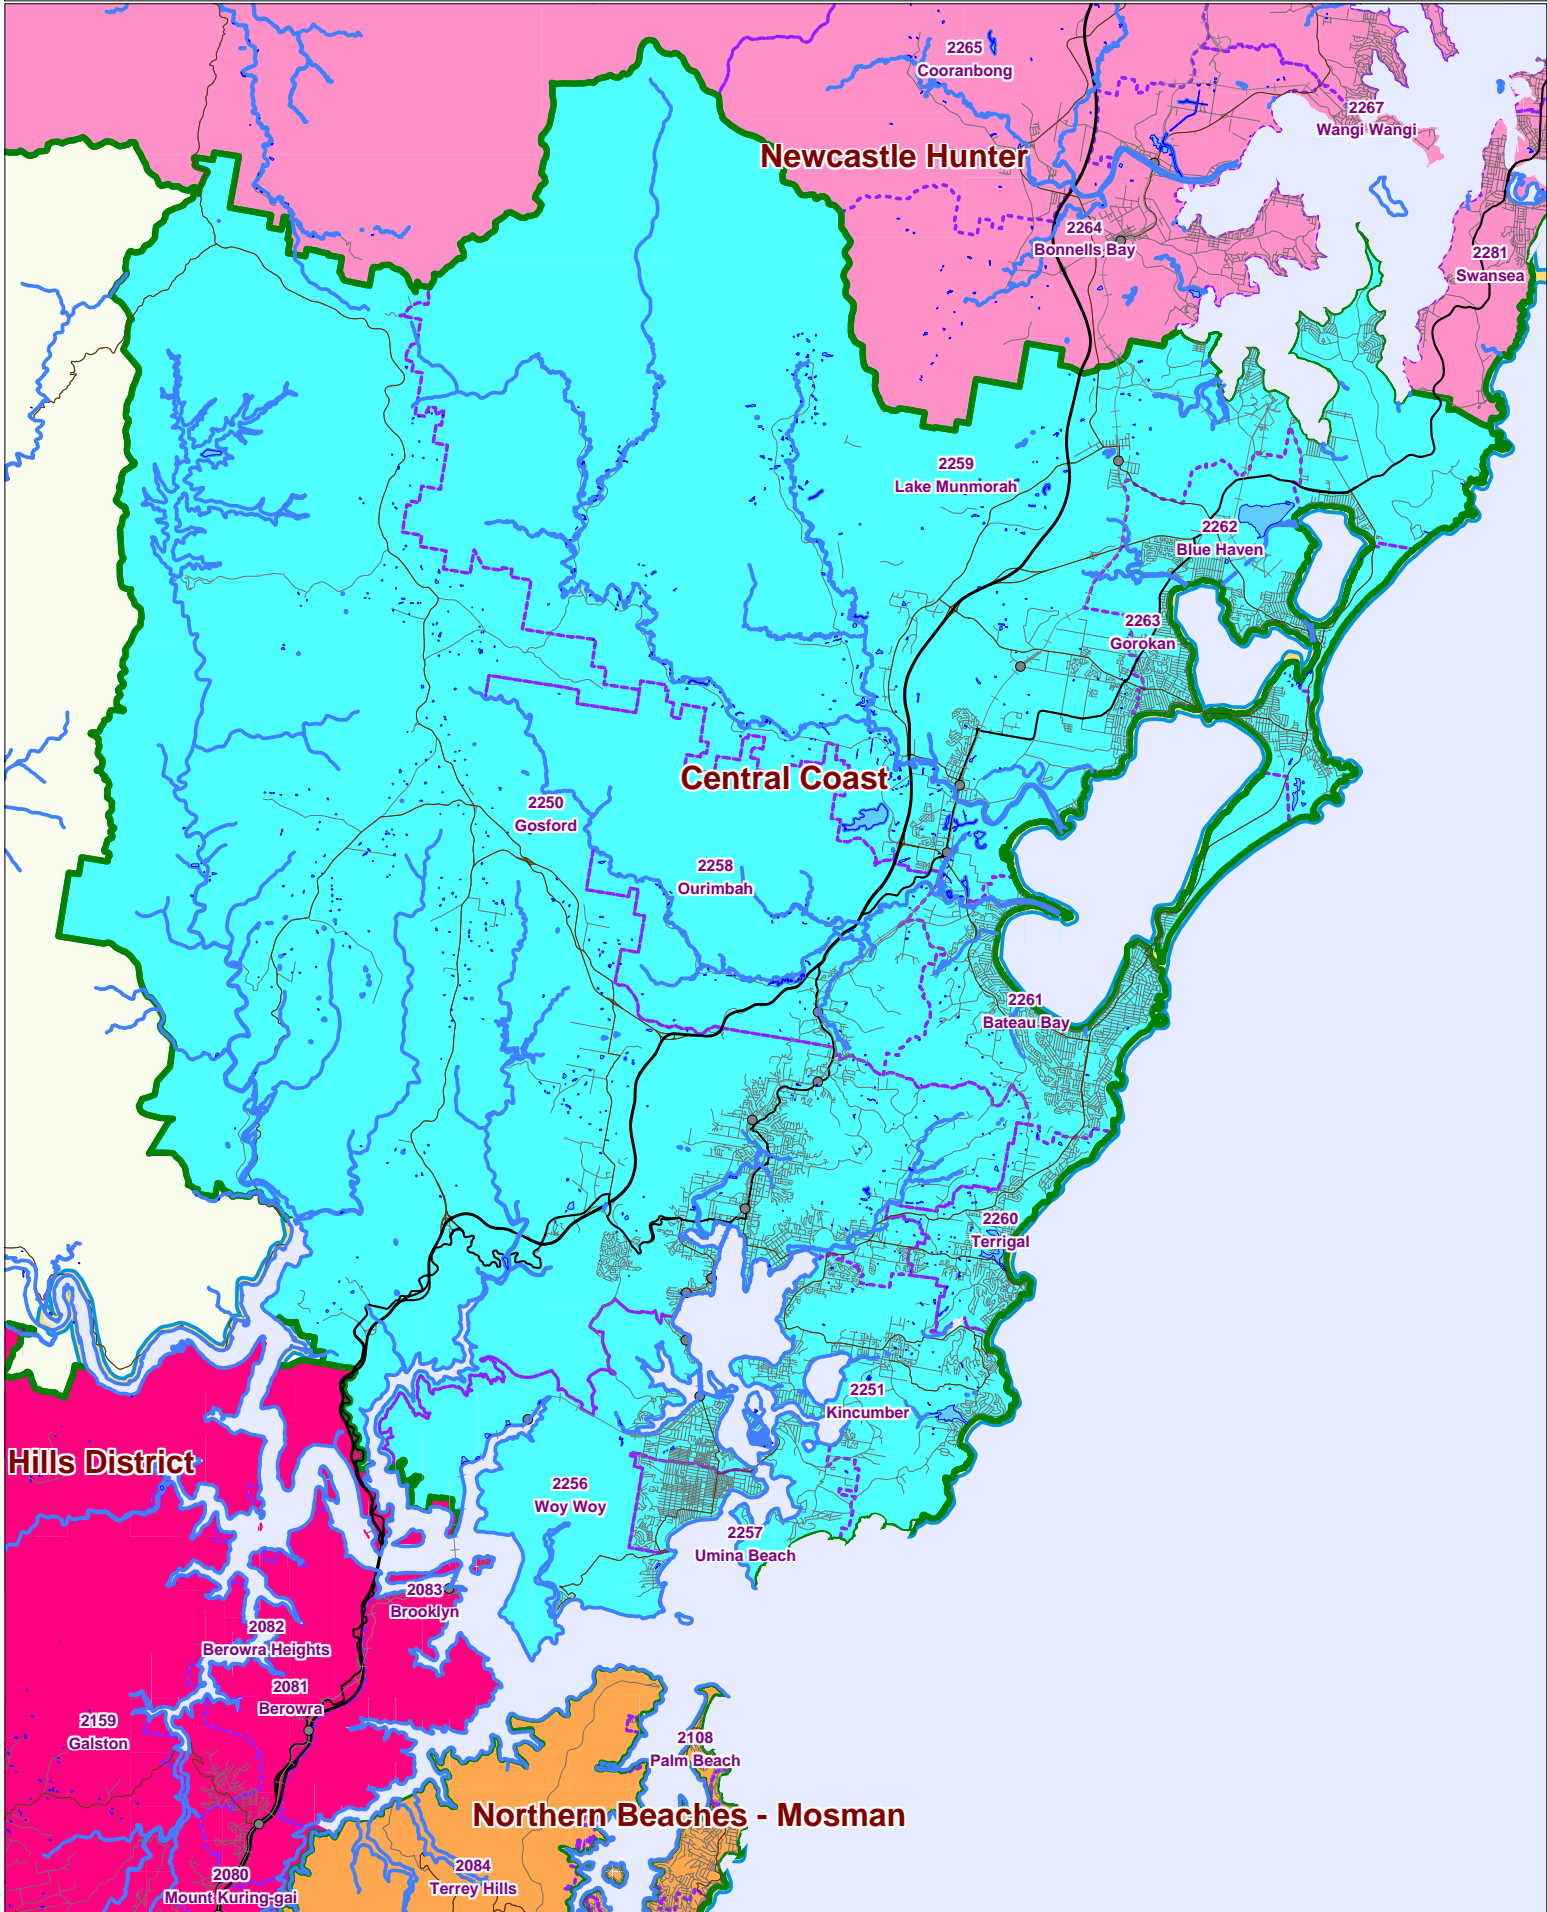 2265
Cooranbong
2267
Wangi Wangi
Newcastle Hunter
2264
Bonnells Bay
2281
Swansea
2259
Lake Munmorah
2262
Blue Haven
2263
Gorokan
Central Coast
2250
Gosford
2258
Ourimbah
2261
Bateau Bay
2260
Terrigal
2251
Kincumber
Hills District
2256
Woy Woy
2257
Umina Beach
2083
Brooklyn
2082
Berowra Heights
2081
Berowra
2159
Galston
2108
Palm Beach
Northern Beaches - Mosman
2084
Terrey Hills
2080
Mount Kuring-gai